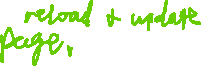 reload + update
page,